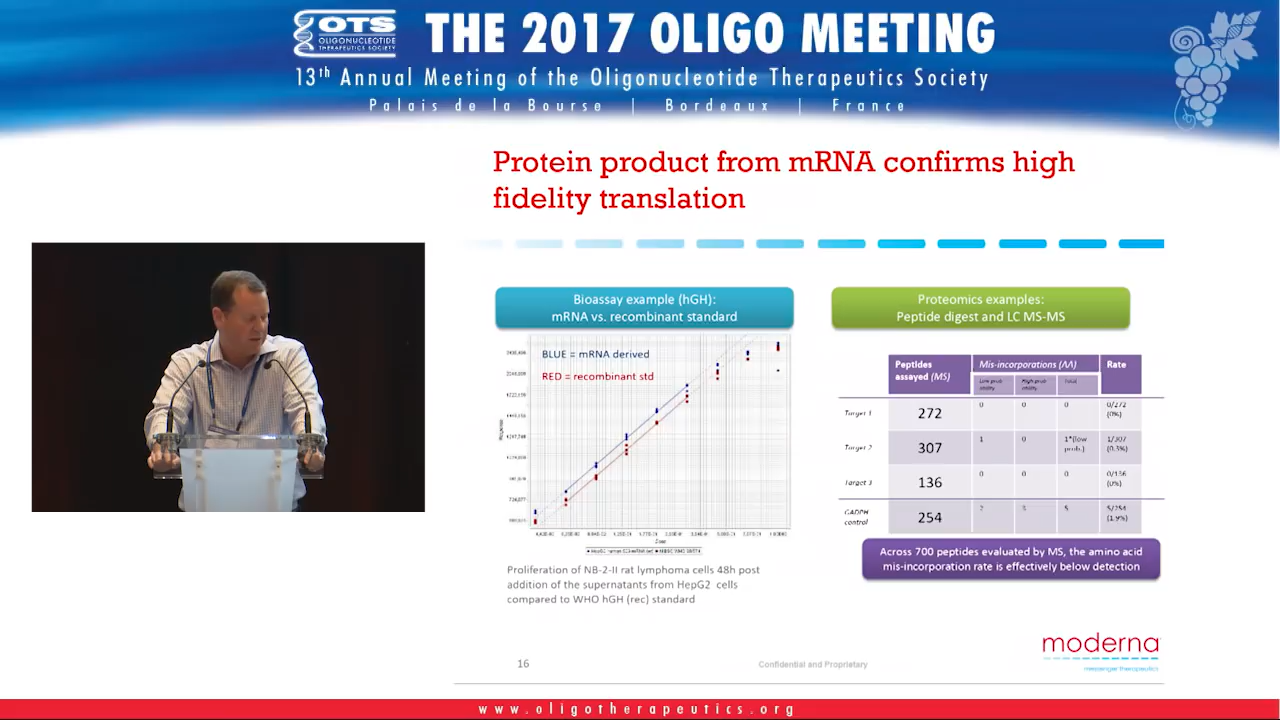 OTS
OLIGONUCLEOTIDE
THERAPEUTICS SOCIETY
THE 2017 OLIGO MEETING
13th Annual Meeting of the Oligonucleotide Therapeutics Society
Palais de la Bourse | Bordeaux | France
Protein product from mRNA confirms high
fidelity translation
Bioassay example (hGH):
mRNA vs. recombinant standard
BLUE = mRNA derived
RED = recombinant std
Proliferation of NB-2-II rat lymphoma cells 48h post
addition of the supernatants from HepG2 cells
compared to WHO hGH (rec) standard
Proteomics examples:
Peptide digest and LC MS-MS
Peptides
assayed (MS)
Mis-incorporations (AA)
Rate
Total
Target 1
272
0
0
0
0/272
(0%)
Target 2
307
1
0
1*(low
prob.)
1/307
(0.3%)
Target 3
136
0
0
0
0/136
(0%)
GADPH
control
254
2
3
5
5/254
(1.9%)
Across 700 peptides evaluated by MS, the amino acid
mis-incorporation rate is effectively below detection
16
Confidential and Proprietary
moderna
messenger therapeutics
www.oligotherapeutics.org